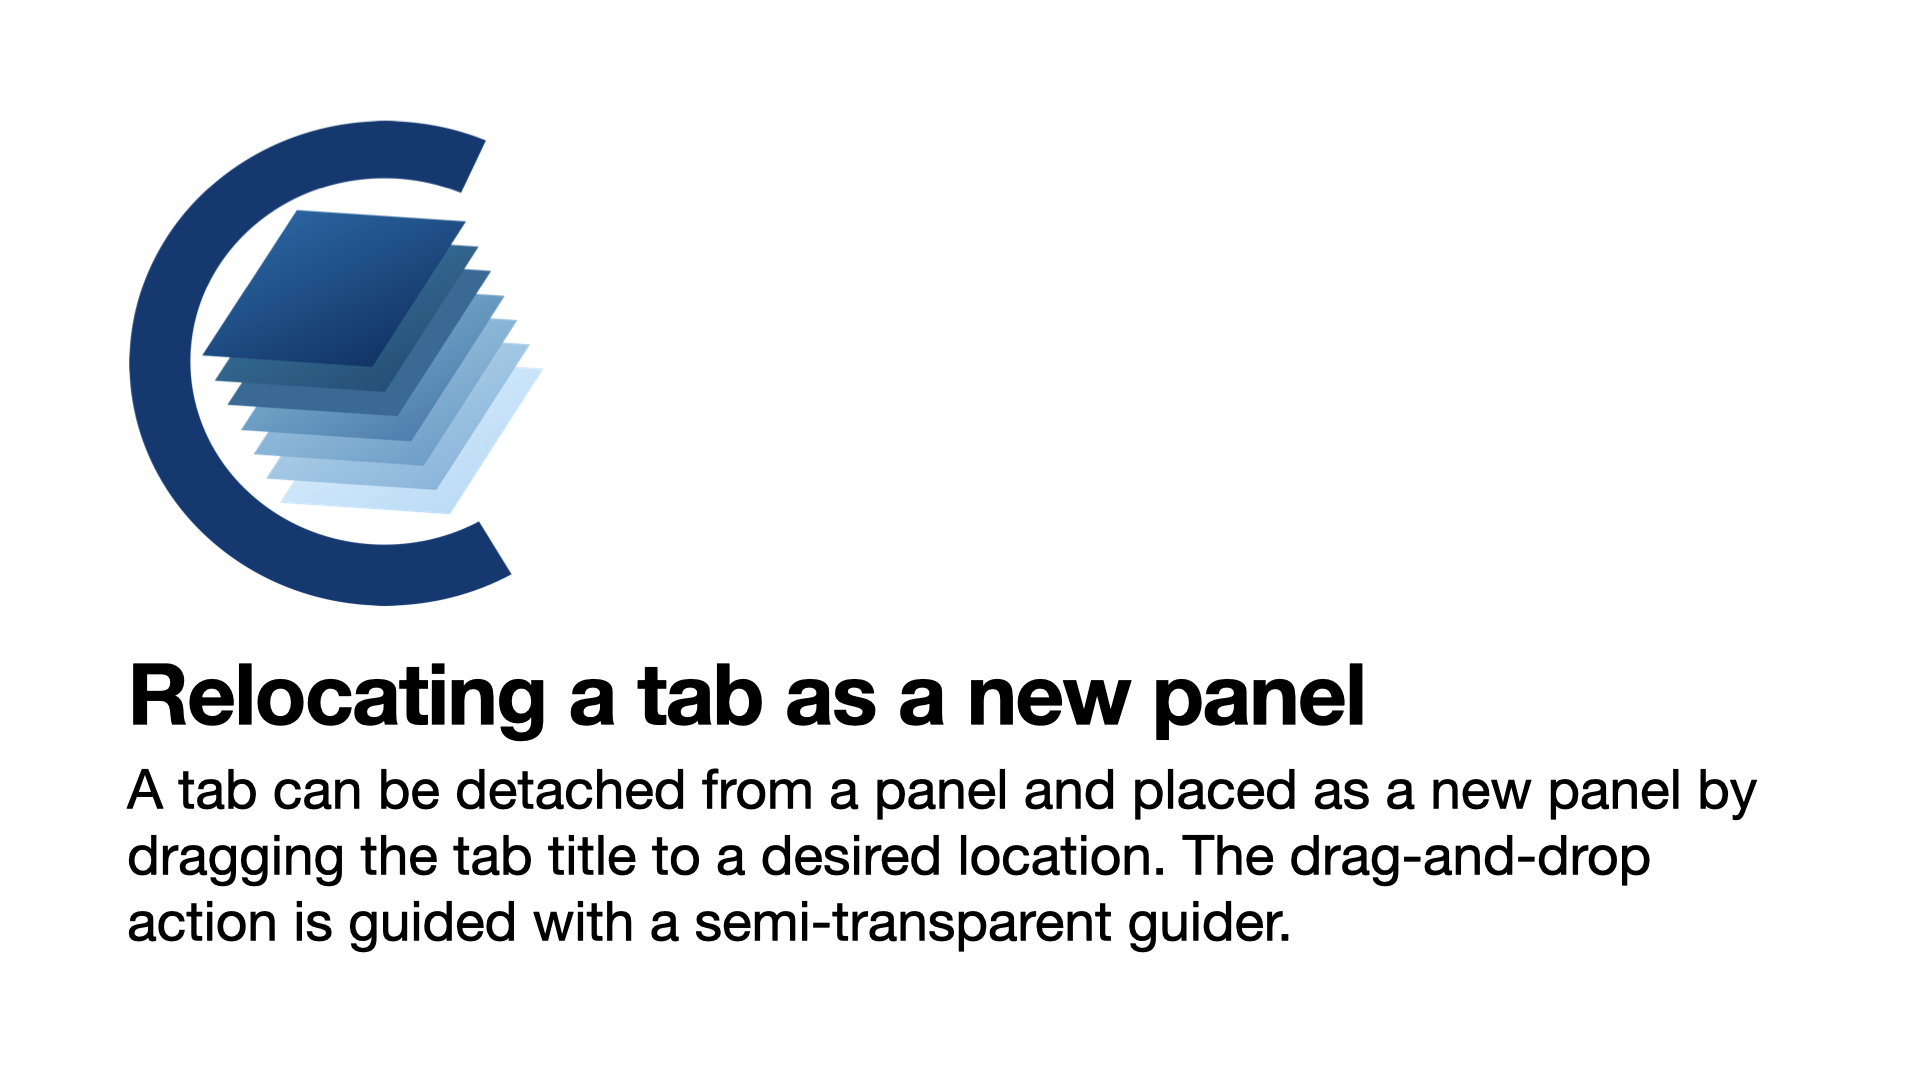 Relocating a tab as a new panel
A tab can be detached from a panel and placed as a new panel by
dragging the tab title to a desired location. The drag-and-drop
action is guided with a semi-transparent guider.